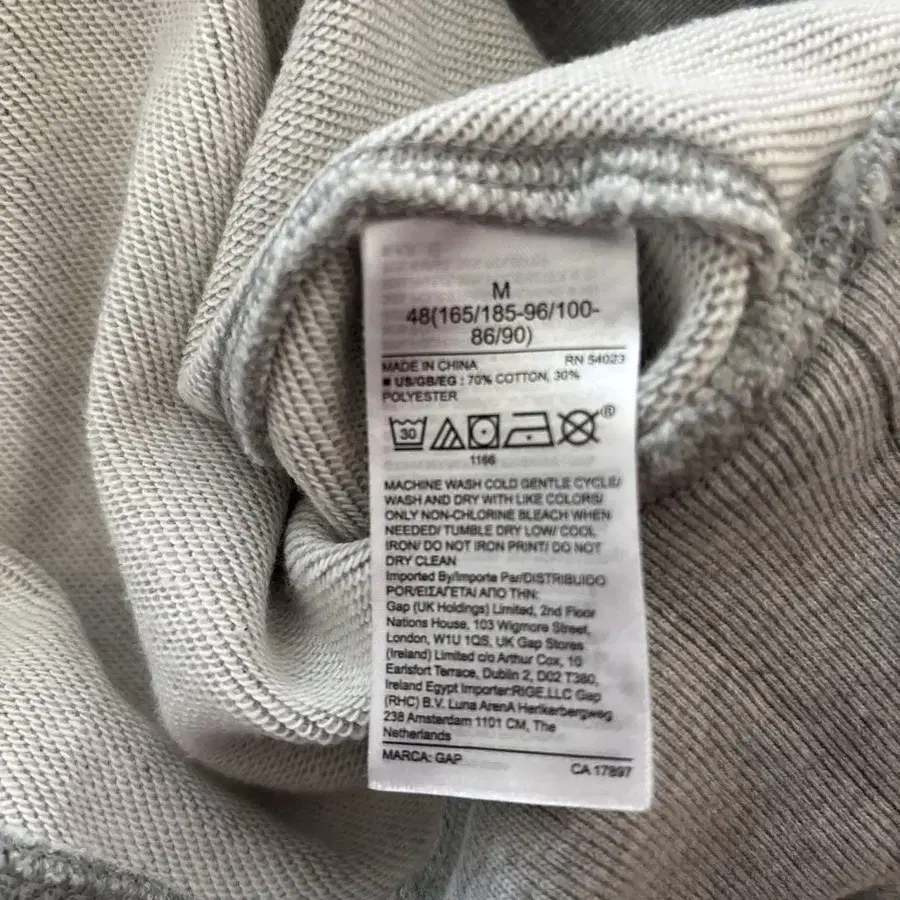 M
48(165/185-96/100-
86/90)
MADE IN CHINA RN 54023
■ US/GB/EG : 70% COTTON, 30%
POLYESTER
30 ®
1166
MACHINE WASH COLD GENTLE CYCLE/
WASH AND DRY WITH LIKE COLORS/
ONLY NON-CHLORINE BLEACH WHEN
NEEDED/ TUMBLE DRY LOW/ COOL
IRON/ DO NOT IRON PRINT/ DO NOT
DRY CLEAN
Imported By/Importe Par/DISTRIBUIDO
POR/ΕΙΣΑΓΕΤΑΙ ΑΠΟ ΤΗΝ:
Gap (UK Holdings) Limited, 2nd Floor
Nations House, 103 Wigmore Street,
London, W1U 1QS, UK Gap Stores
(Ireland) Limited c/o Arthur Cox, 10
Earlsfort Terrace, Dublin 2, D02 T380,
Ireland Egypt Importer:RIGE.LLC Gap
(RHC) B.V. Luna ArenA Herikerbergweg
238 Amsterdam 1101 CM, The
Netherlands
MARCA: GAP CA 17897